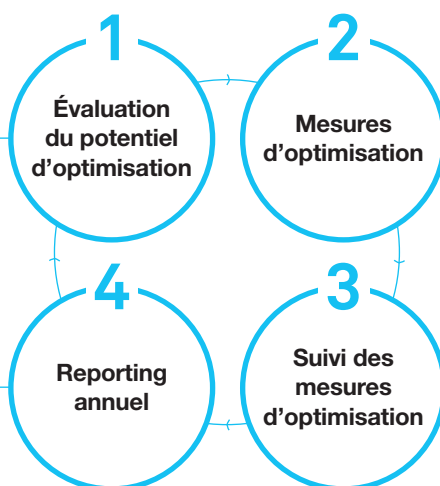 1
Évaluation
du potentiel
d'optimisation
2
Mesures
d'optimisation
3
Suivi des
mesures
d'optimisation
4
Reporting
annuel